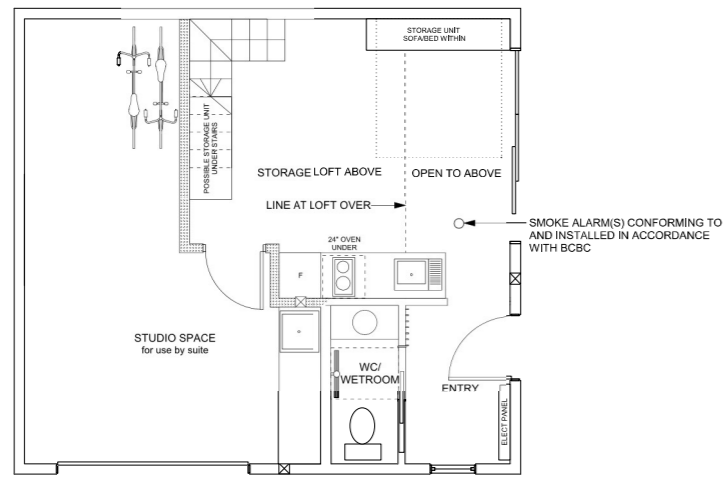 STORAGE UNIT
SOFA/BED WITHIN
POSSIBLE STORAGE UNIT
UNDER STAIRS
STORAGE LOFT ABOVE
OPEN TO ABOVE
LINE AT LOFT OVER
SMOKE ALARM(S) CONFORMING TO
AND INSTALLED IN ACCORDANCE
WITH BCBC
24" OVEN
UNDER
F
STUDIO SPACE
for use by suite
WC/
WETROOM
ENTRY
ELECT PANEL